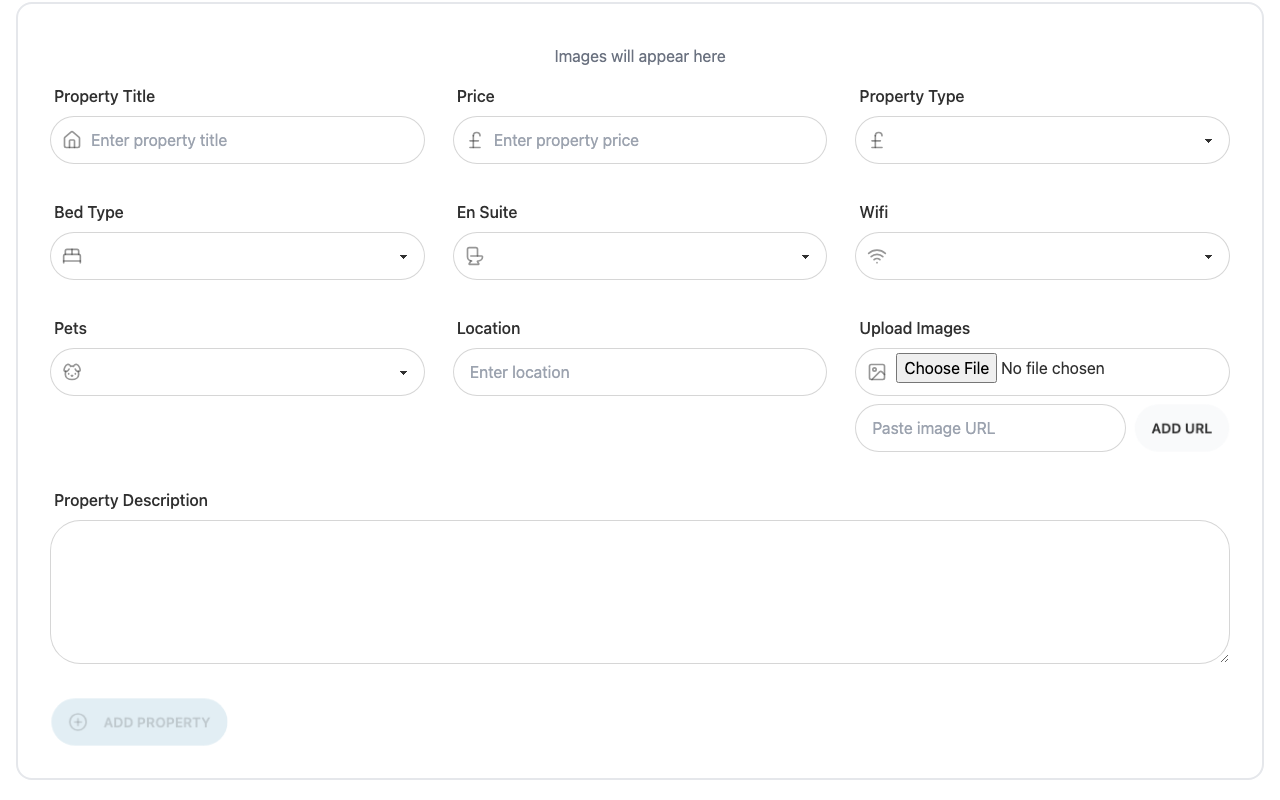 Images will appear here
Property Title
Price
Property Type
Enter property title
£ Enter property price
£
Bed Type
En Suite
Wifi
Pets
Location
Upload Images
Enter location
Choose File No file chosen
Paste image URL
ADD URL
Property Description
ADD PROPERTY